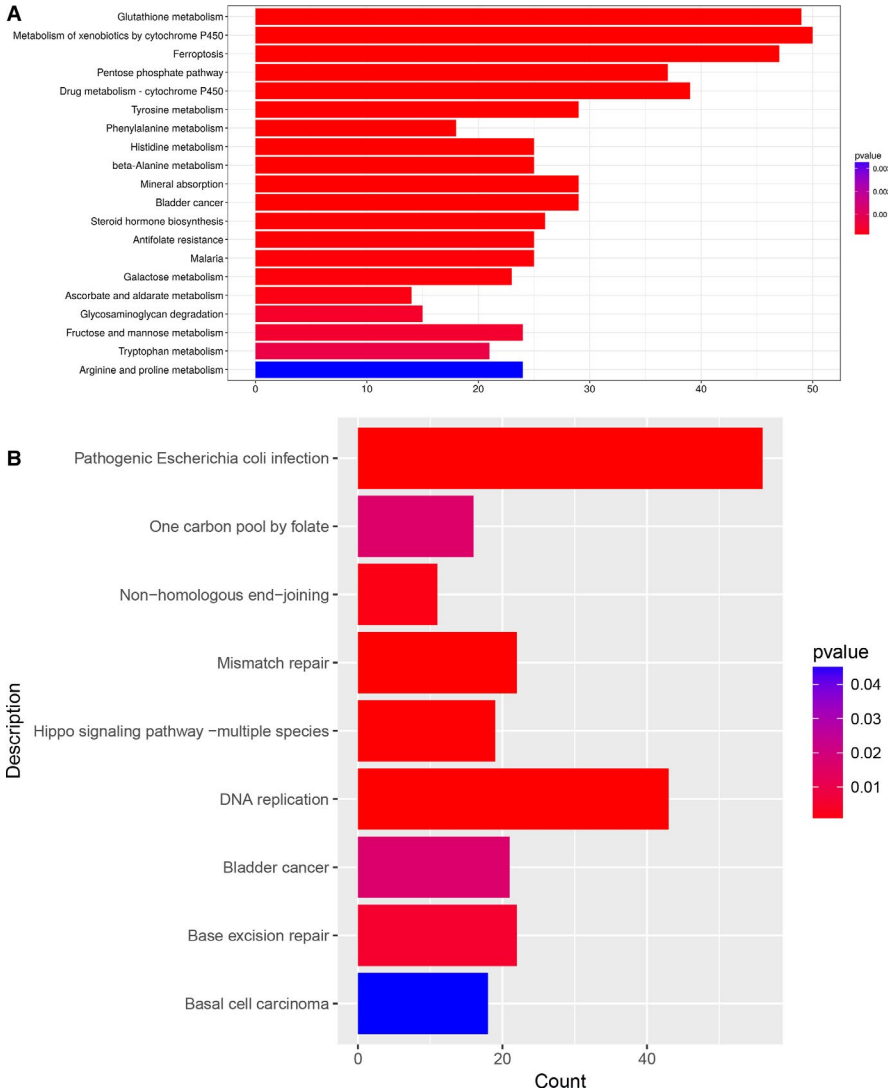 A
Glutathione metabolism
Metabolism of xenobiotics by cytochrome P450
Ferroptosis
Pentose phosphate pathway
Drug metabolism - cytochrome P450
Tyrosine metabolism
Phenylalanine metabolism
Histidine metabolism
beta-Alanine metabolism
Mineral absorption
Bladder cancer
Steroid hormone biosynthesis
Antifolate resistance
Malaria
Galactose metabolism
Ascorbate and aldarate metabolism
Glycosaminoglycan degradation
Fructose and mannose metabolism
Tryptophan metabolism
Arginine and proline metabolism
0 10 20 30 40 50
pvalue
0.00
B
Pathogenic Escherichia coli infection
One carbon pool by folate
Non−homologous end−joining
Mismatch repair
Hippo signaling pathway −multiple species
DNA replication
Bladder cancer
Base excision repair
Basal cell carcinoma
Description
0 20 40
Count
pvalue
0.04
0.03
0.02
0.01